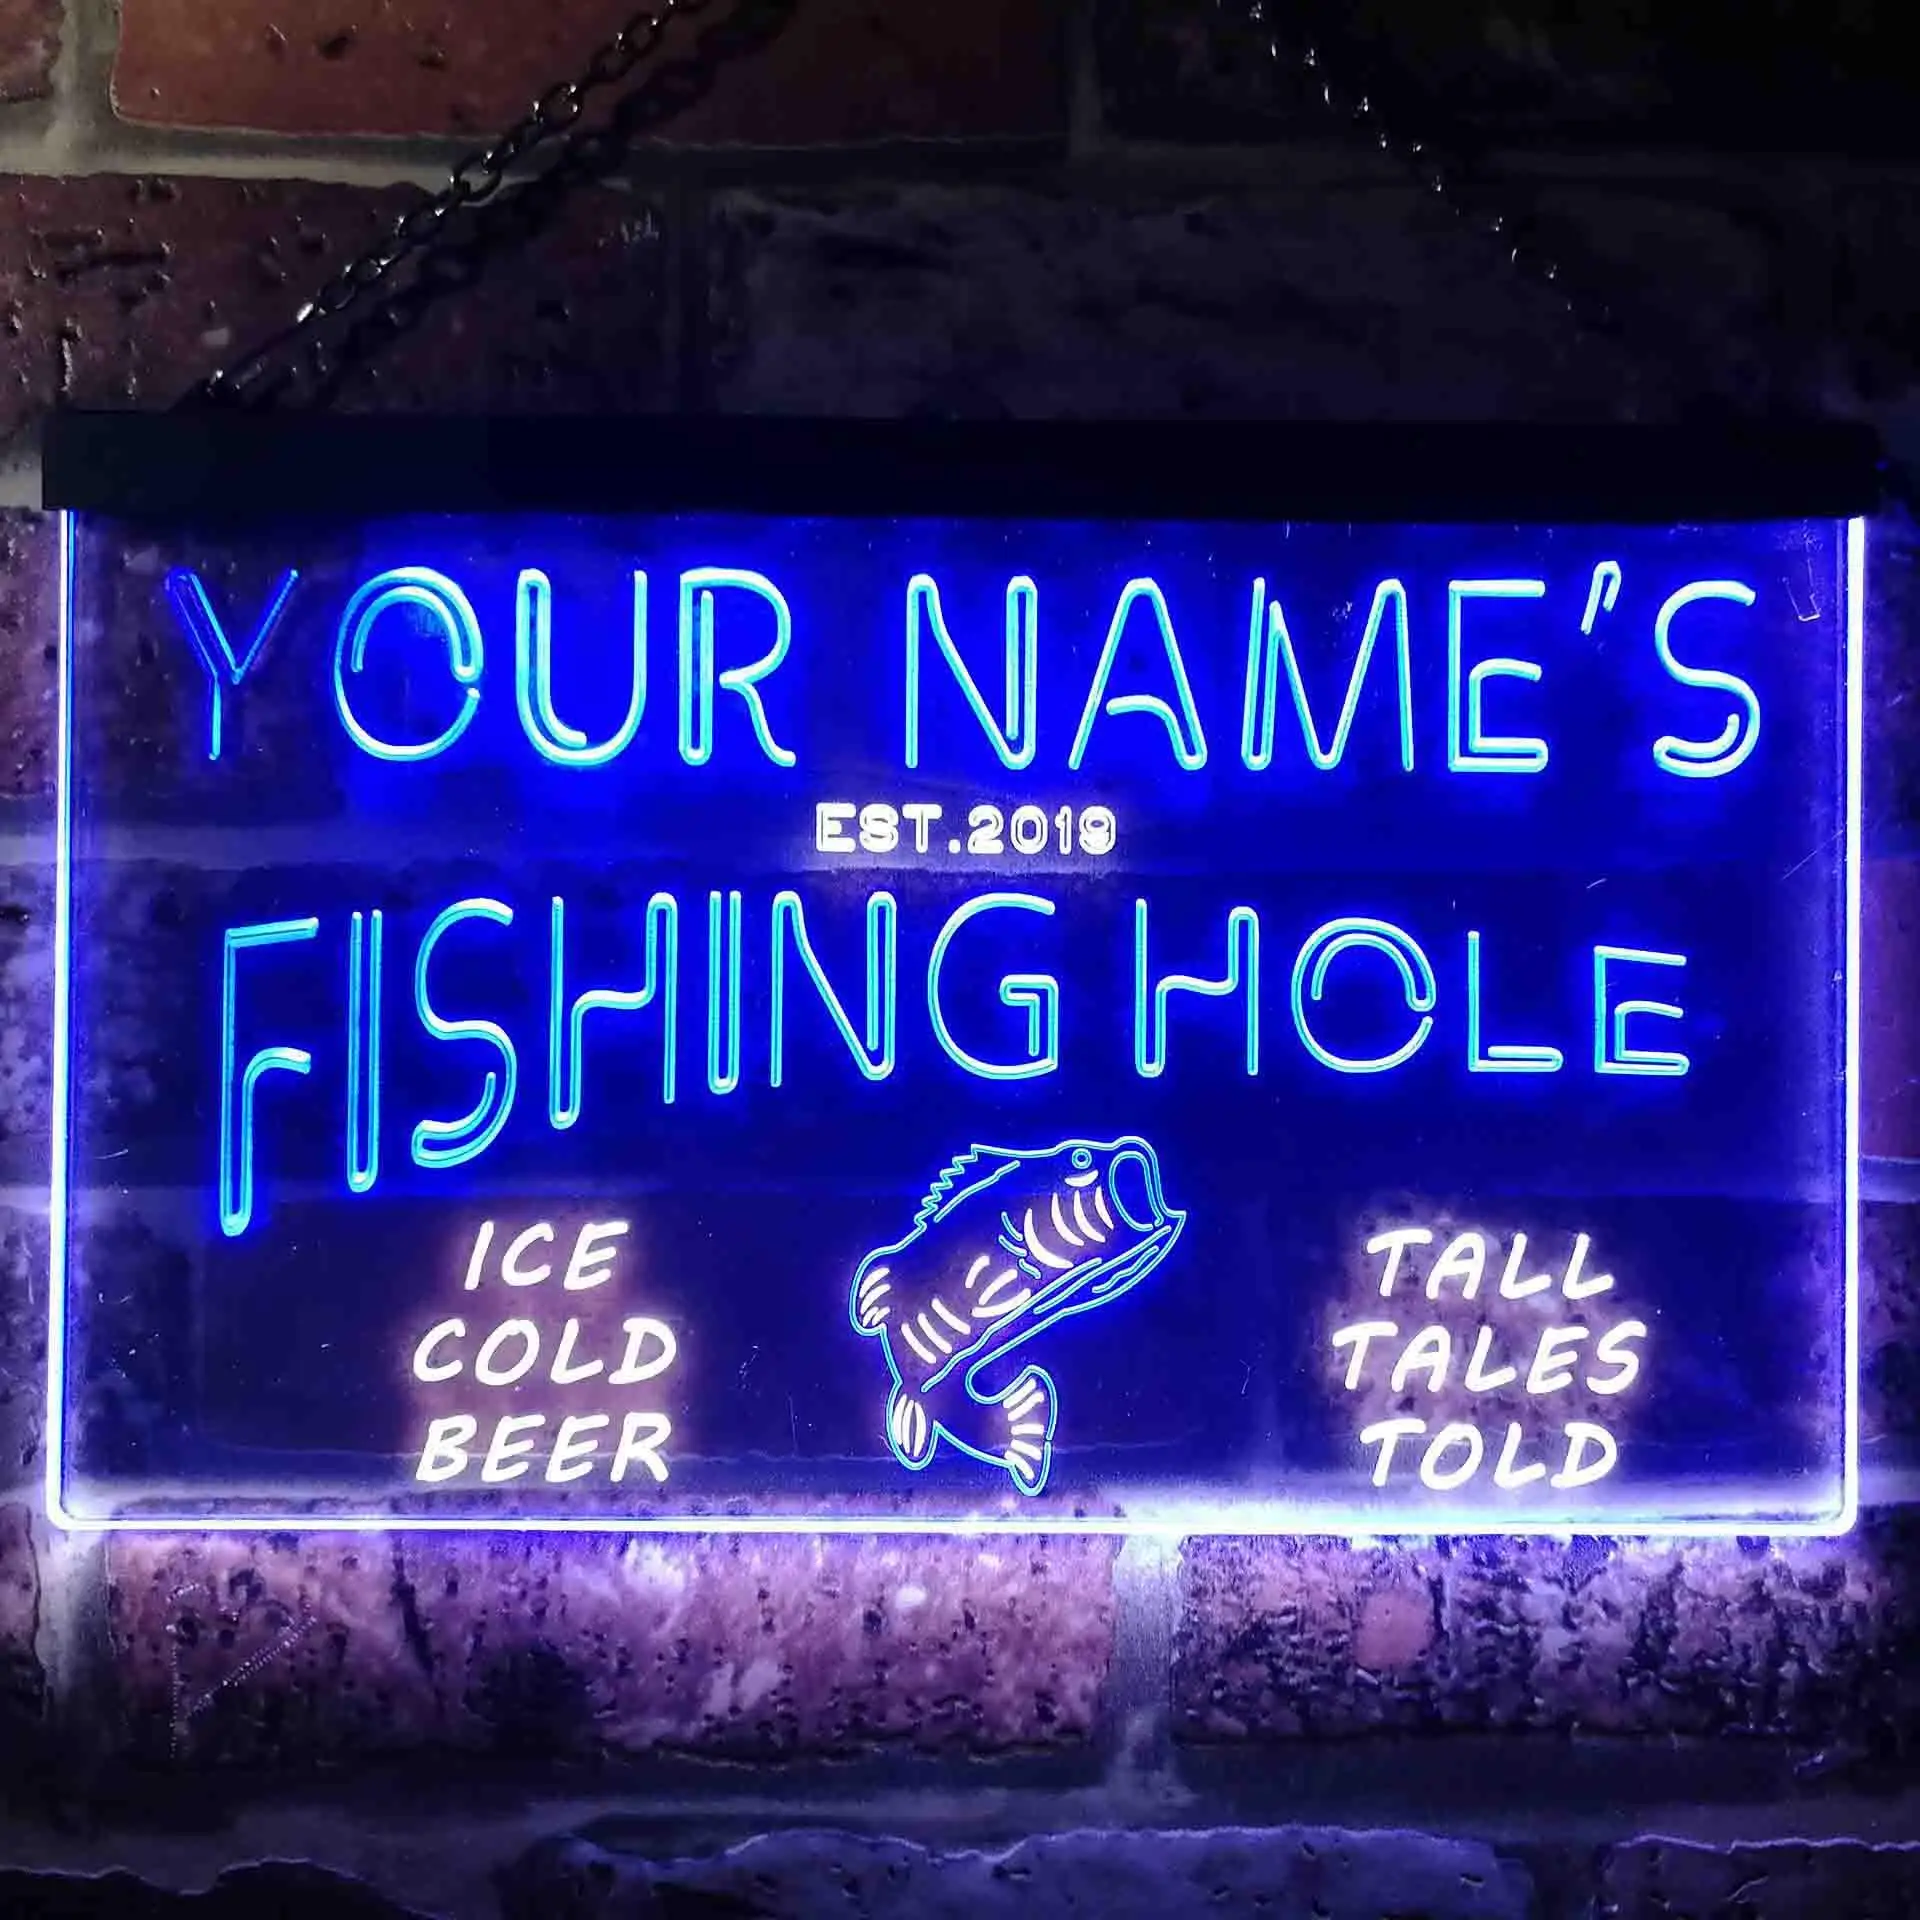 YOUR NAME'S
EST.2019
FISHING HOLE
ICE
COLD
BEER
TALL
TALES
TOLD